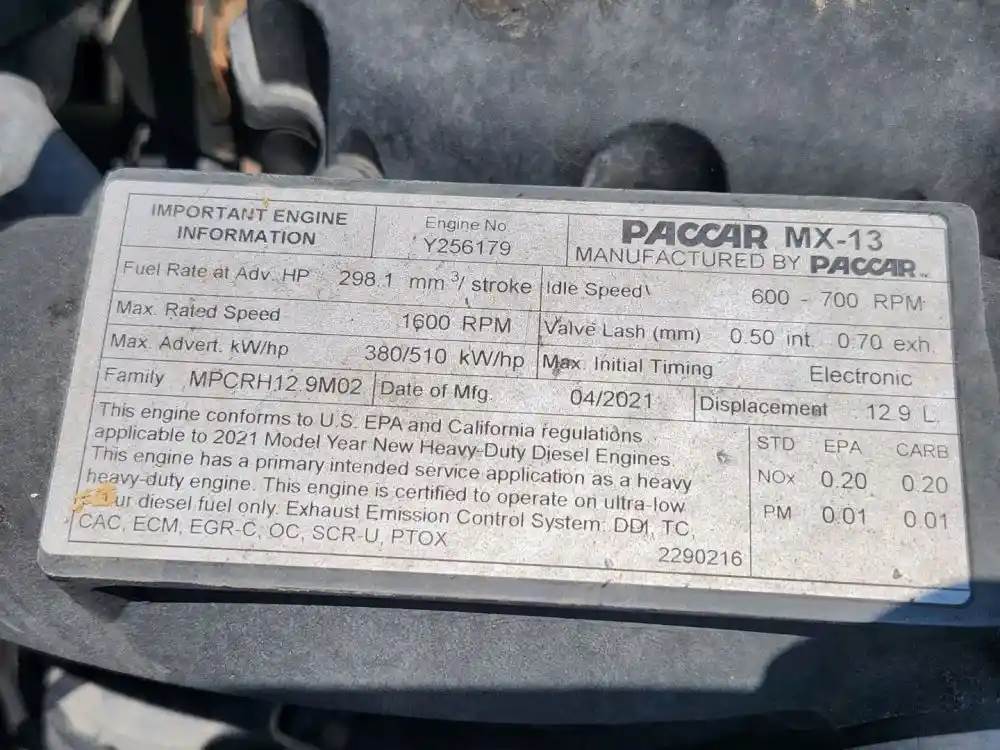 IMPORTANT ENGINE
INFORMATION
Engine No
Y256179
PACCAR MX-13
MANUFACTURED BY PACCAR
Fuel Rate at Adv. HP 298.1 mm³/ stroke
Idle Speed 600 - 700 RPM
Max. Rated Speed 1600 RPM
Valve Lash (mm) 0.50 int. 0.70 exh.
Max. Advert. kW/hp 380/510 kW/hp
Max. Initial Timing Electronic
Family MPCRH12.9M02
Date of Mfg. 04/2021
Displacement 12.9 L
This engine conforms to U.S. EPA and California regulations
applicable to 2021 Model Year New Heavy-Duty Diesel Engines.
This engine has a primary intended service application as a heavy
heavy-duty engine. This engine is certified to operate on ultra-low
diesel fuel only. Exhaust Emission Control System: DDI, TC,
CAC, ECM, EGR-C, OC, SCR-U, PTOX
2290216
STD EPA CARB
NOx 0.20 0.20
PM 0.01 0.01